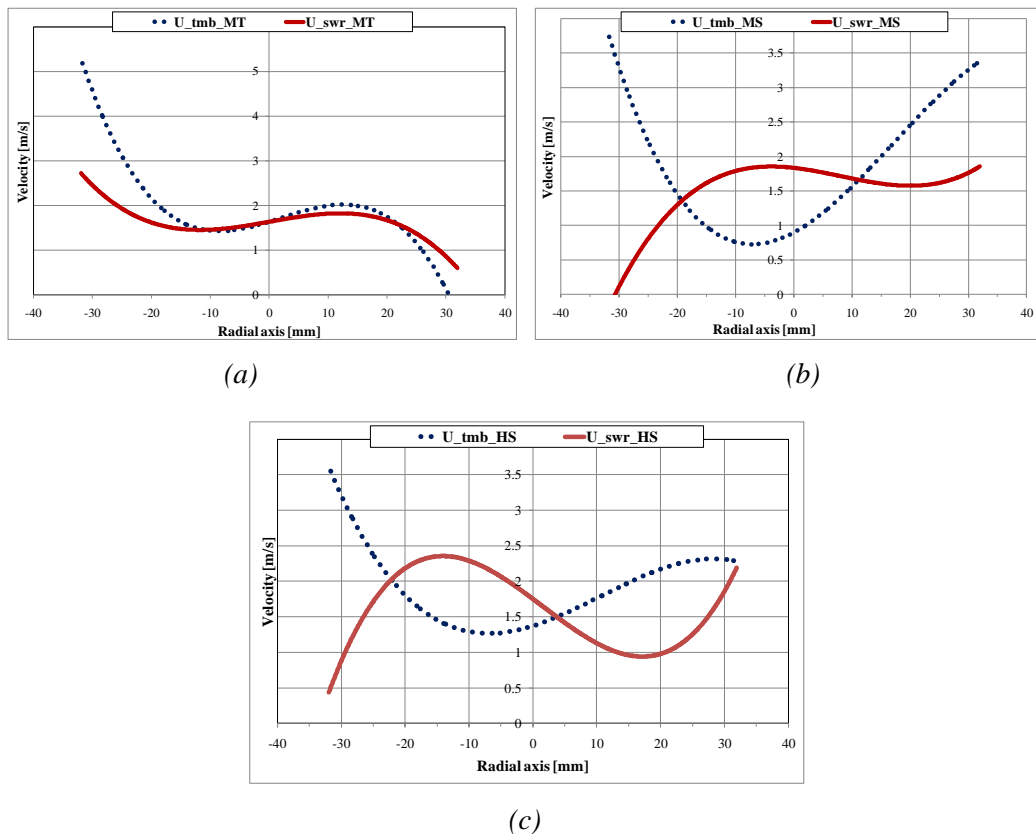 U_tmb_MT U_swr_MT
5
4
3
2
1
0
-40 -30 -20 -10 0 10 20 30 40
Velocity [m/s]
Radial axis [mm]
(a)
U_tmb_MS U_swr_MS
3.5
3
2.5
2
1.5
1
0.5
0
-40 -30 -20 -10 0 10 20 30 40
Velocity [m/s]
Radial axis [mm]
(b)
U_tmb_HS U_swr_HS
3.5
3
2.5
2
1.5
1
0.5
0
-40 -30 -20 -10 0 10 20 30 40
Velocity [m/s]
Radial axis [mm]
(c)